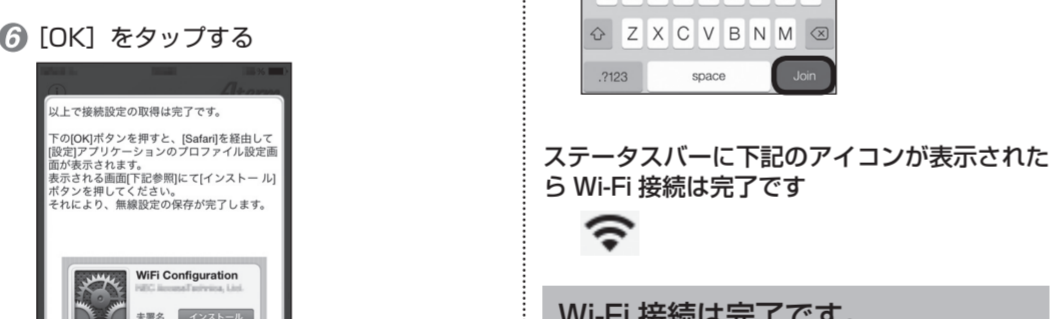 6 [OK] をタップする
以上で接続設定の取得は完了です。
下の[OK]ボタンを押すと、[Safari]を経由して
[設定]アプリケーションのプロファイル設定画
面が表示されます。
表示される画面[下記参照]にて[インストール]
ボタンを押してください。
それにより、無線設定の保存が完了します。
WiFi Configuration
NEC AccessTechnica, Ltd.
未署名 インストール
Z X C V B N M
.?123 space Join
ステータスバーに下記のアイコンが表示された
ら Wi-Fi 接続は完了です
Wi-Fi 接続は完了です。